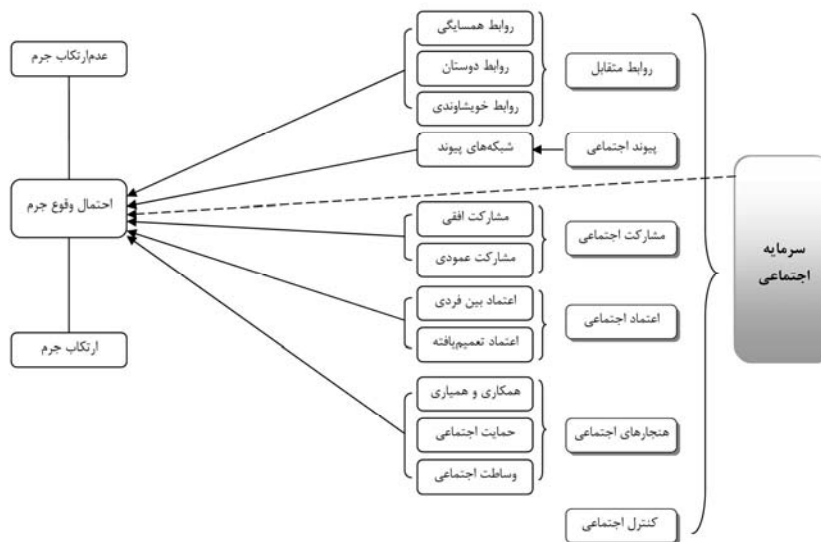 سرمایه
اجتماعی
روابط متقابل
روابط همسایگی
روابط دوستان
روابط خویشاوندی
پیوند اجتماعی
شبکه‌های پیوند
مشارکت اجتماعی
مشارکت افقی
مشارکت عمودی
اعتماد اجتماعی
اعتماد بین فردی
اعتماد تعمیم‌یافته
هنجارهای اجتماعی
همکاری و همیاری
حمایت اجتماعی
وساطت اجتماعی
کنترل اجتماعی
عدم‌ارتکاب جرم
احتمال وقوع جرم
ارتکاب جرم